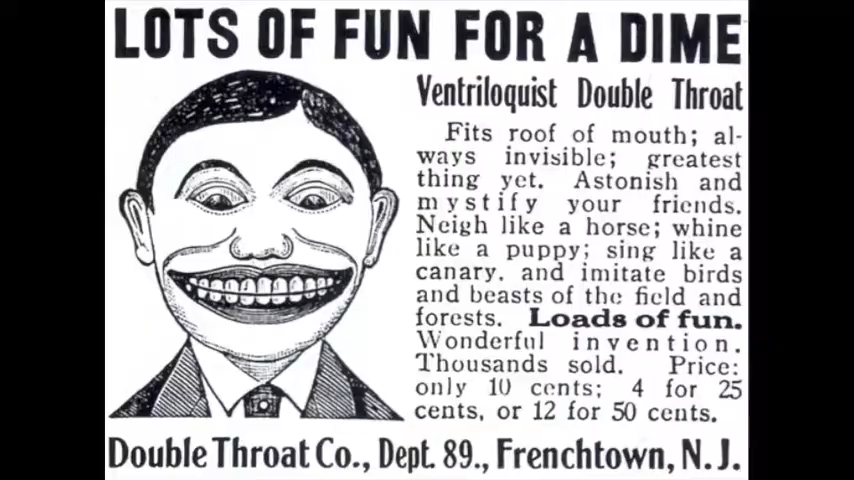 LOTS OF FUN FOR A DIME
Ventriloquist Double Throat
Fits roof of mouth; al-
ways invisible; greatest
thing yet. Astonish and
mystify your friends.
Neigh like a horse; whine
like a puppy; sing like a
canary. and imitate birds
and beasts of the field and
forests. Loads of fun.
Wonderful invention.
Thousands sold. Price:
only 10 cents; 4 for 25
cents, or 12 for 50 cents.
Double Throat Co., Dept. 89., Frenchtown, N. J.